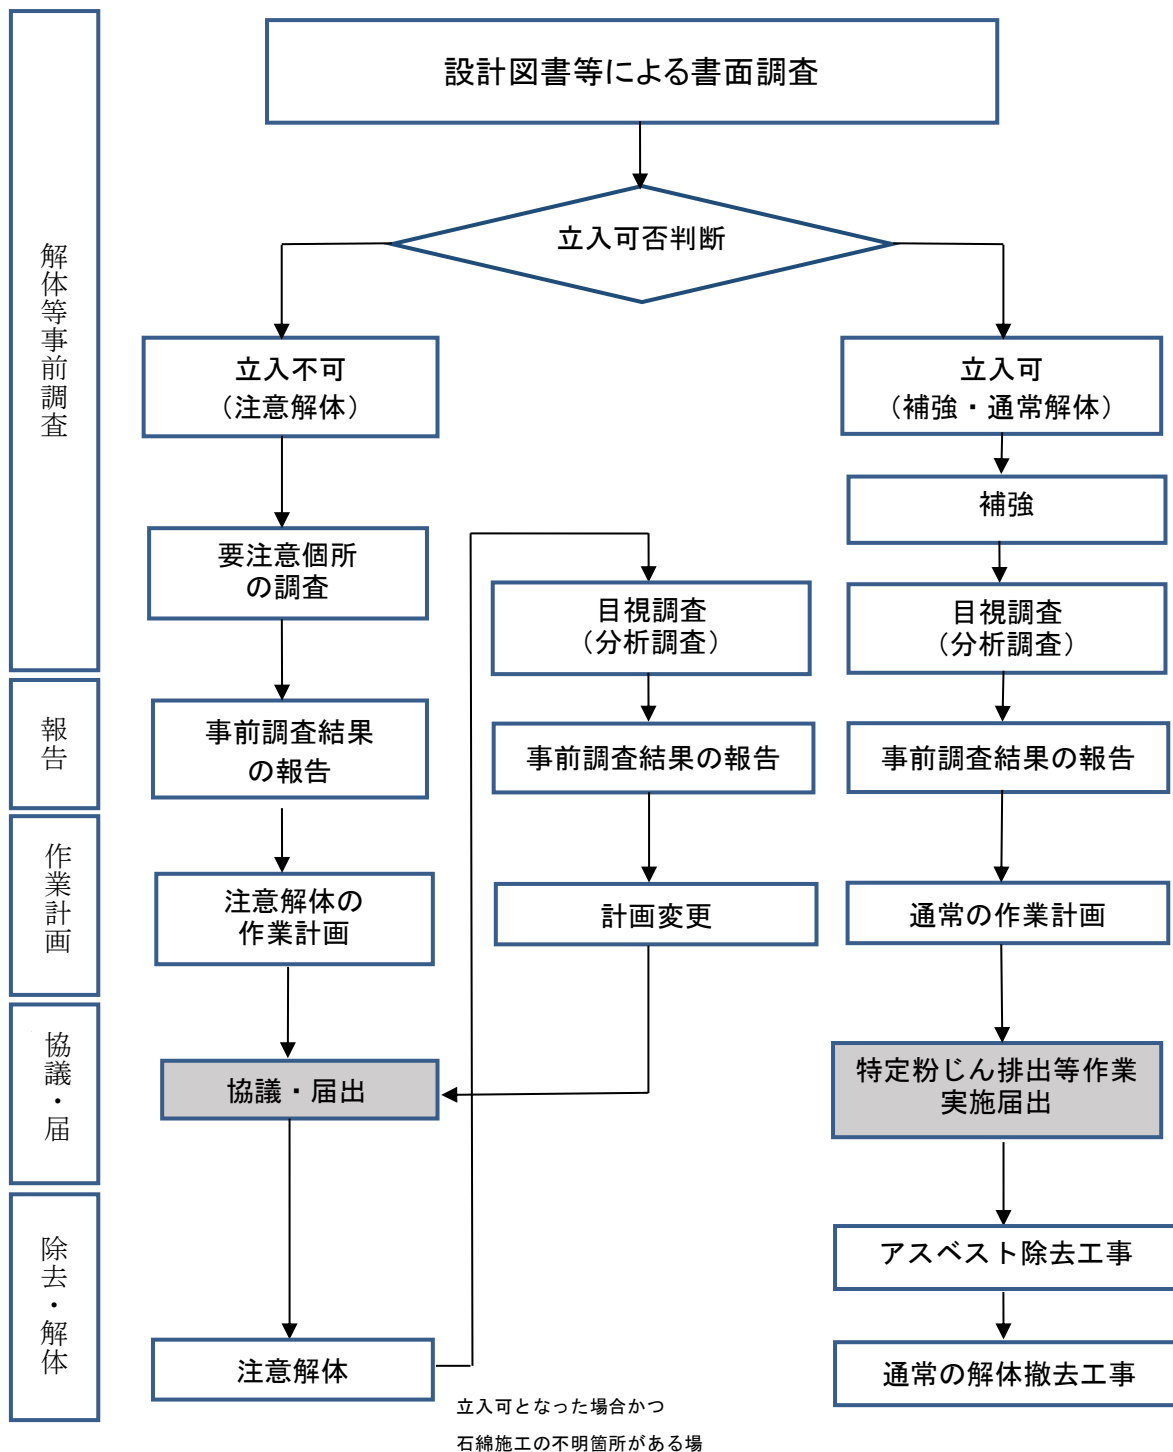 設計図書等による書面調査
立入可否判断
解体等事前調査
立入不可
（注意解体）
立入可
（補強・通常解体）
補強
要注意個所
の調査
目視調査
（分析調査）
目視調査
（分析調査）
報告
事前調査結果
の報告
事前調査結果の報告
事前調査結果の報告
作業計画
注意解体の
作業計画
計画変更
通常の作業計画
協議・届
協議・届出
特定粉じん排出等作業
実施届出
除去・解体
アスベスト除去工事
注意解体
通常の解体撤去工事
立入可となった場合かつ
石綿施工の不明箇所がある場